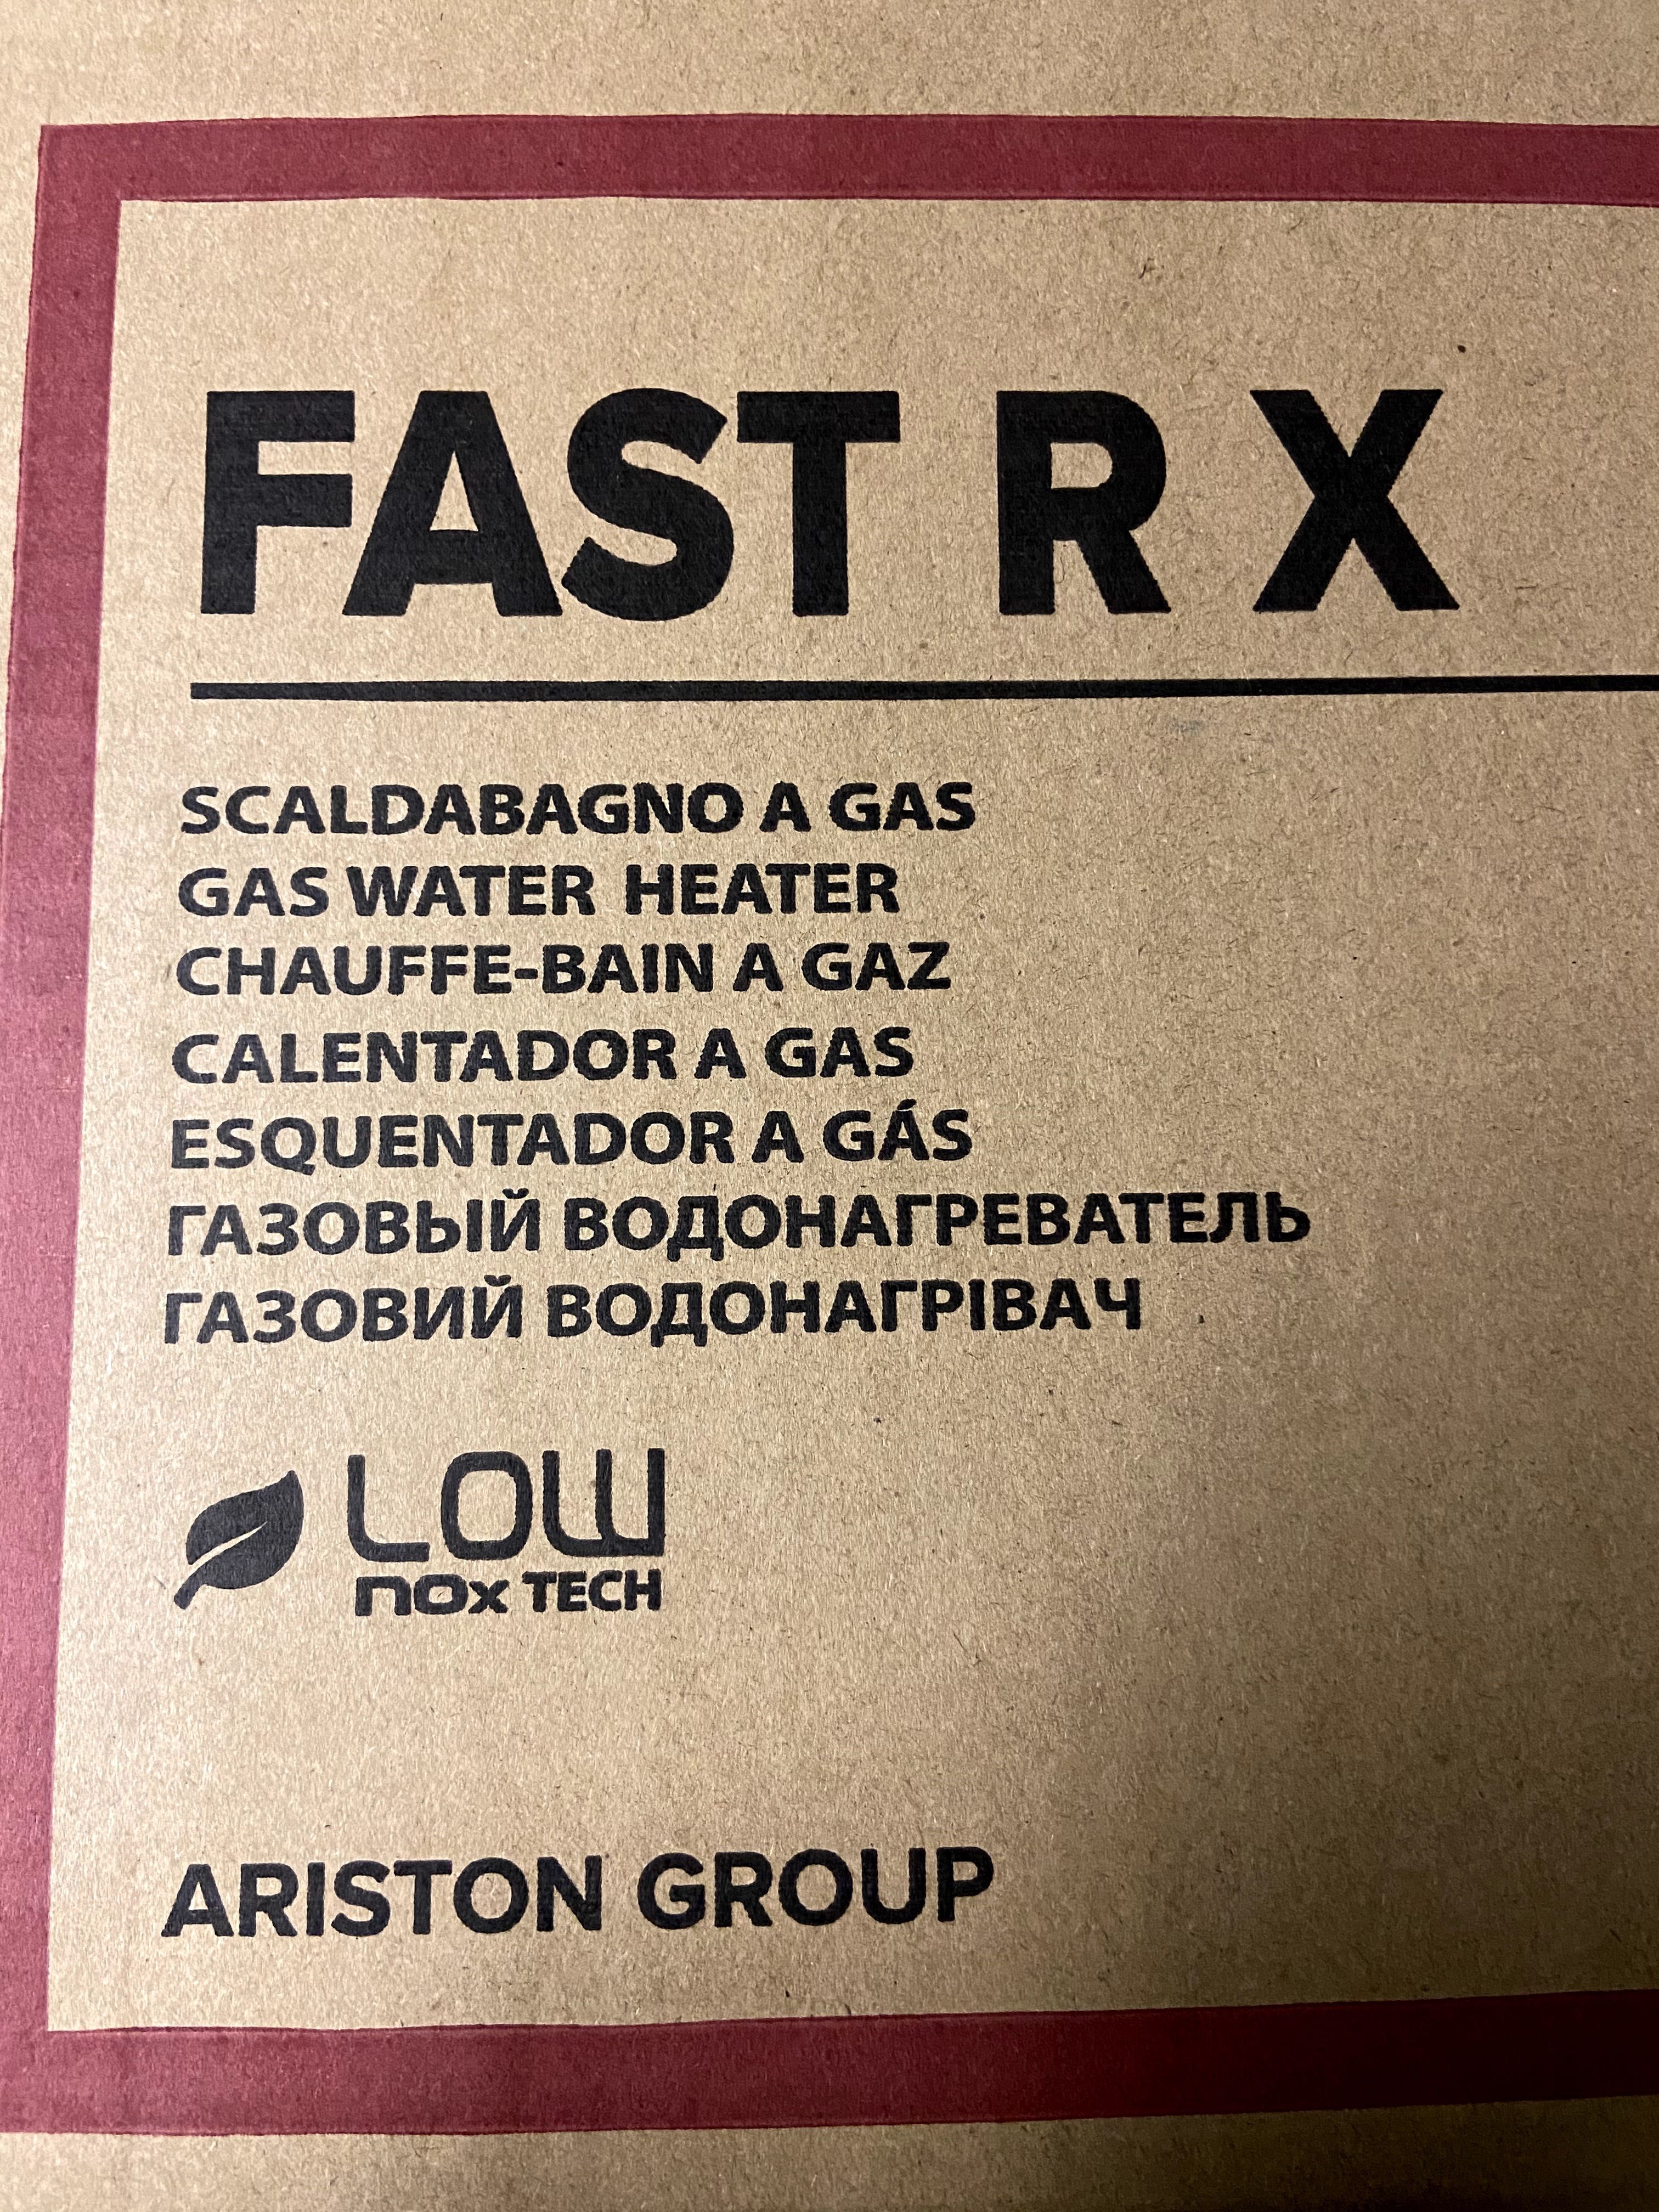 FAST R X
SCALDABAGNO A GAS
GAS WATER HEATER
CHAUFFE-BAIN A GAZ
CALENTADOR A GAS
ESQUENTADOR A GÁS
ГАЗОВЫЙ ВОДОНАГРЕВАТЕЛЬ
ГАЗОВИЙ ВОДОНАГРІВАЧ
LOW
nox TECH
ARISTON GROUP